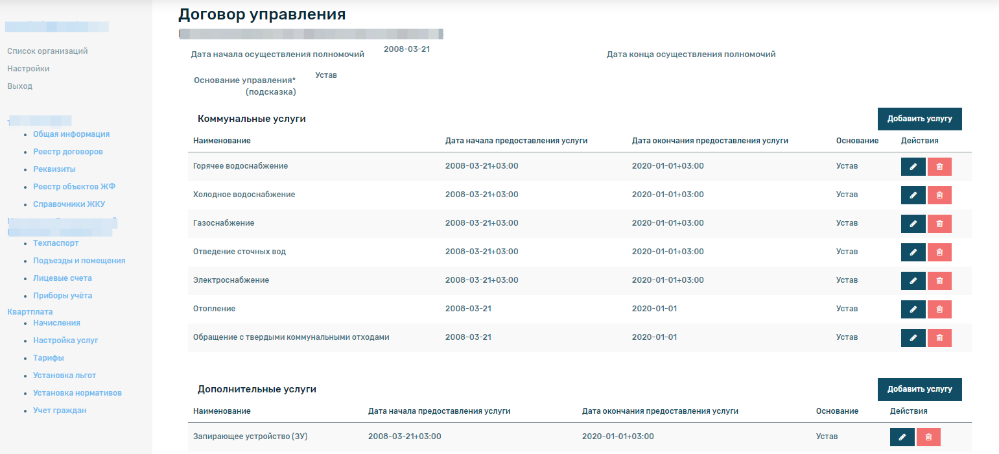 Договор управления
Список организаций
Настройки
Выход
Общая информация
Реестр договоров
Реквизиты
Реестр объектов ЖФ
Справочники ЖКУ
Техпаспорт
Подъезды и помещения
Лицевые счета
Приборы учёта
Квартплата
Начисления
Настройка услуг
Тарифы
Установка льгот
Установка нормативов
Учет граждан
Дата начала осуществления полномочий 2008-03-21 Дата конца осуществления полномочий
Основание управления* Устав
(подсказка)
Коммунальные услуги Добавить услугу
Наименование Дата начала предоставления услуги Дата окончания предоставления услуги Основание Действия
Горячее водоснабжение 2008-03-21+03:00 2020-01-01+03:00 Устав
Холодное водоснабжение 2008-03-21+03:00 2020-01-01+03:00 Устав
Газоснабжение 2008-03-21+03:00 2020-01-01+03:00 Устав
Отведение сточных вод 2008-03-21+03:00 2020-01-01+03:00 Устав
Электроснабжение 2008-03-21+03:00 2020-01-01+03:00 Устав
Отопление 2008-03-21 2020-01-01 Устав
Обращение с твердыми коммунальными отходами 2008-03-21 2020-01-01 Устав
Дополнительные услуги Добавить услугу
Наименование Дата начала предоставления услуги Дата окончания предоставления услуги Основание Действия
Запирающее устройство (ЗУ) 2008-03-21+03:00 2020-01-01+03:00 Устав